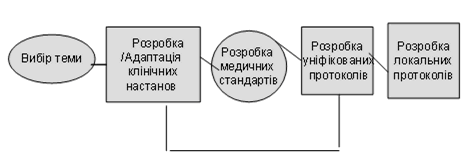 Вибір теми
Розробка
/Адаптація
клінічних
настанов
Розробка
медичних
стандартів
Розробка
уніфікованих
протоколів
Розробка
локальних
протоколів